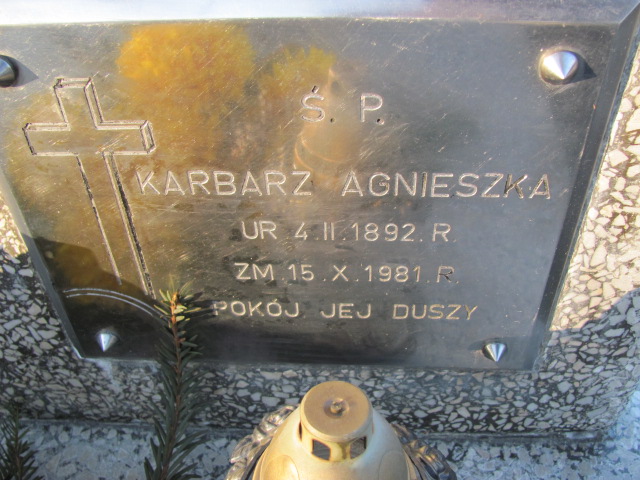 Ś. P.
KARBARZ AGNIESZKA
UR 4.II.1892.R.
ZM 15.X.1981.R.
POKÓJ JEJ DUSZY